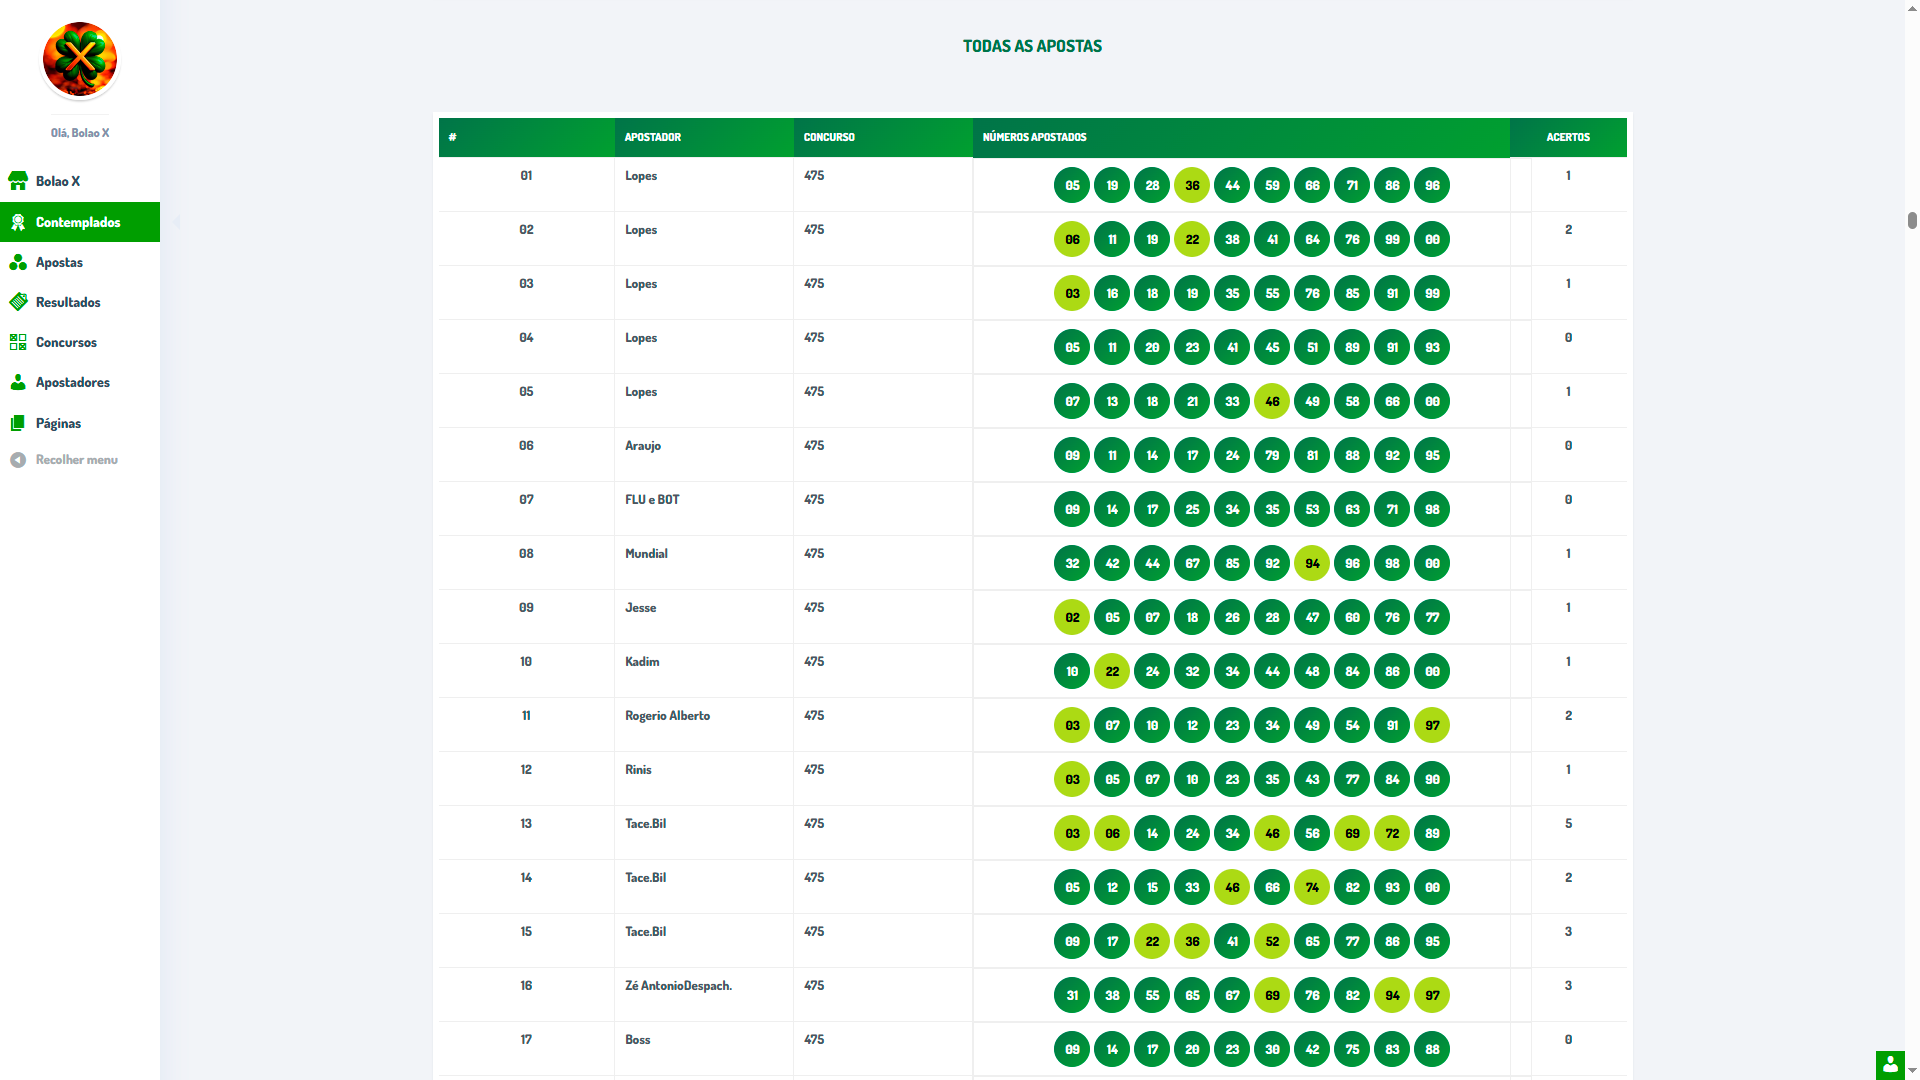 TODAS AS APOSTAS
Olá, Bolao X
Bolao X
Contemplados
Apostas
Resultados
Concursos
Apostadores
Páginas
Recolher menu
# APOSTADOR CONCURSO NÚMEROS APOSTADOS ACERTOS
01 Lopes 475 05 19 28 36 44 59 66 71 86 96 1
02 Lopes 475 06 11 19 22 38 41 64 76 99 00 2
03 Lopes 475 03 16 18 19 35 55 76 85 91 99 1
04 Lopes 475 05 11 20 23 41 45 51 89 91 93 0
05 Lopes 475 07 13 18 21 33 46 49 58 66 00 1
06 Araujo 475 09 11 14 17 24 79 81 88 92 95 0
07 FLU e BOT 475 09 14 17 25 34 35 53 63 71 98 0
08 Mundial 475 32 42 44 67 85 92 94 96 98 00 1
09 Jesse 475 02 05 07 18 26 28 47 60 76 77 1
10 Kadim 475 10 22 24 32 34 44 48 84 86 00 1
11 Rogerio Alberto 475 03 07 10 12 23 34 49 54 91 97 2
12 Rinis 475 03 05 07 10 23 35 43 77 84 90 1
13 Tace.Bil 475 03 06 14 24 34 46 56 69 72 89 5
14 Tace.Bil 475 05 12 15 33 46 66 74 82 93 00 2
15 Tace.Bil 475 09 17 22 36 41 52 65 77 86 95 3
16 Zé AntonioDespach. 475 31 38 55 65 67 69 76 82 94 97 3
17 Boss 475 09 14 17 20 23 30 42 75 83 88 0